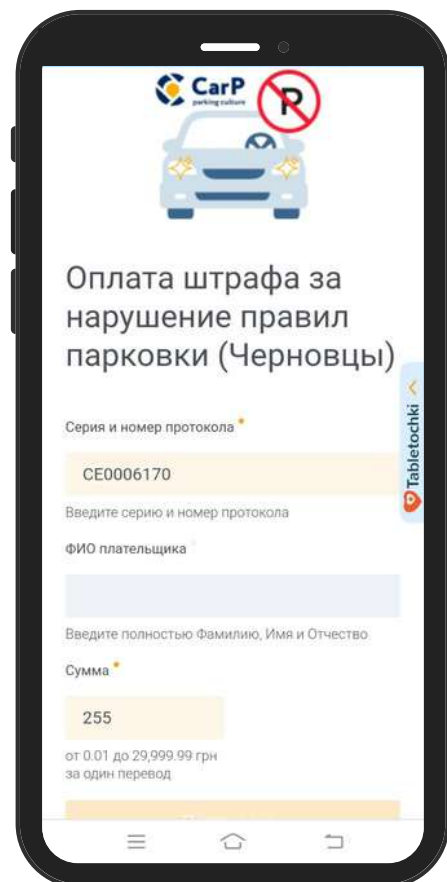 CarP
parking culture
P
Оплата штрафа за
нарушение правил
парковки (Черновцы)
Tabletochki
Серия и номер протокола
CE0006170
Введите серию и номер протокола
ФИО плательщика
Введите полностью Фамилию, Имя и Отчество
Сумма
255
от 0.01 до 29,999.99 грн
за один перевод